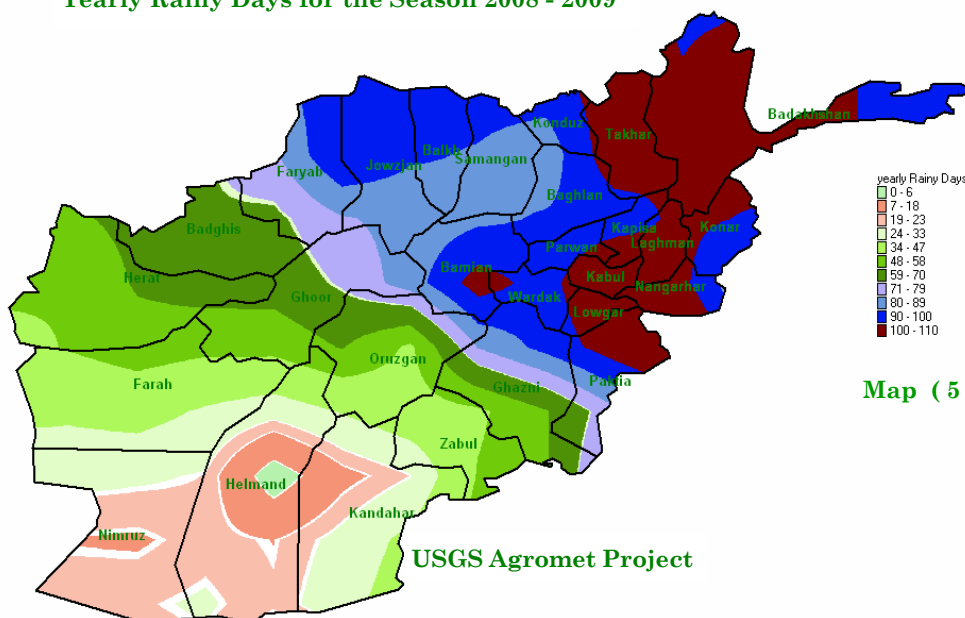 Yearly Rainy Days for the Season 2008 - 2009
Konduz
Badakhshan
Takhar
Balkh
Samangan
Jowzjan
Faryab
yearly Rainy Days
0 - 6
7 - 18
19 - 23
24 - 33
34 - 47
48 - 58
59 - 70
71 - 79
80 - 89
90 - 100
100 - 110
Baghlan
Badghis
Kapisa
Konar
Laghman
Parwan
Bamian
Herat
Kabul
Nangarhar
Ghoor
Wardak
Lowgar
Oruzgan
Farah
Ghazni
Paktia
Map ( 5
Zabul
Helmand
Kandahar
Nimruz
USGS Agromet Project